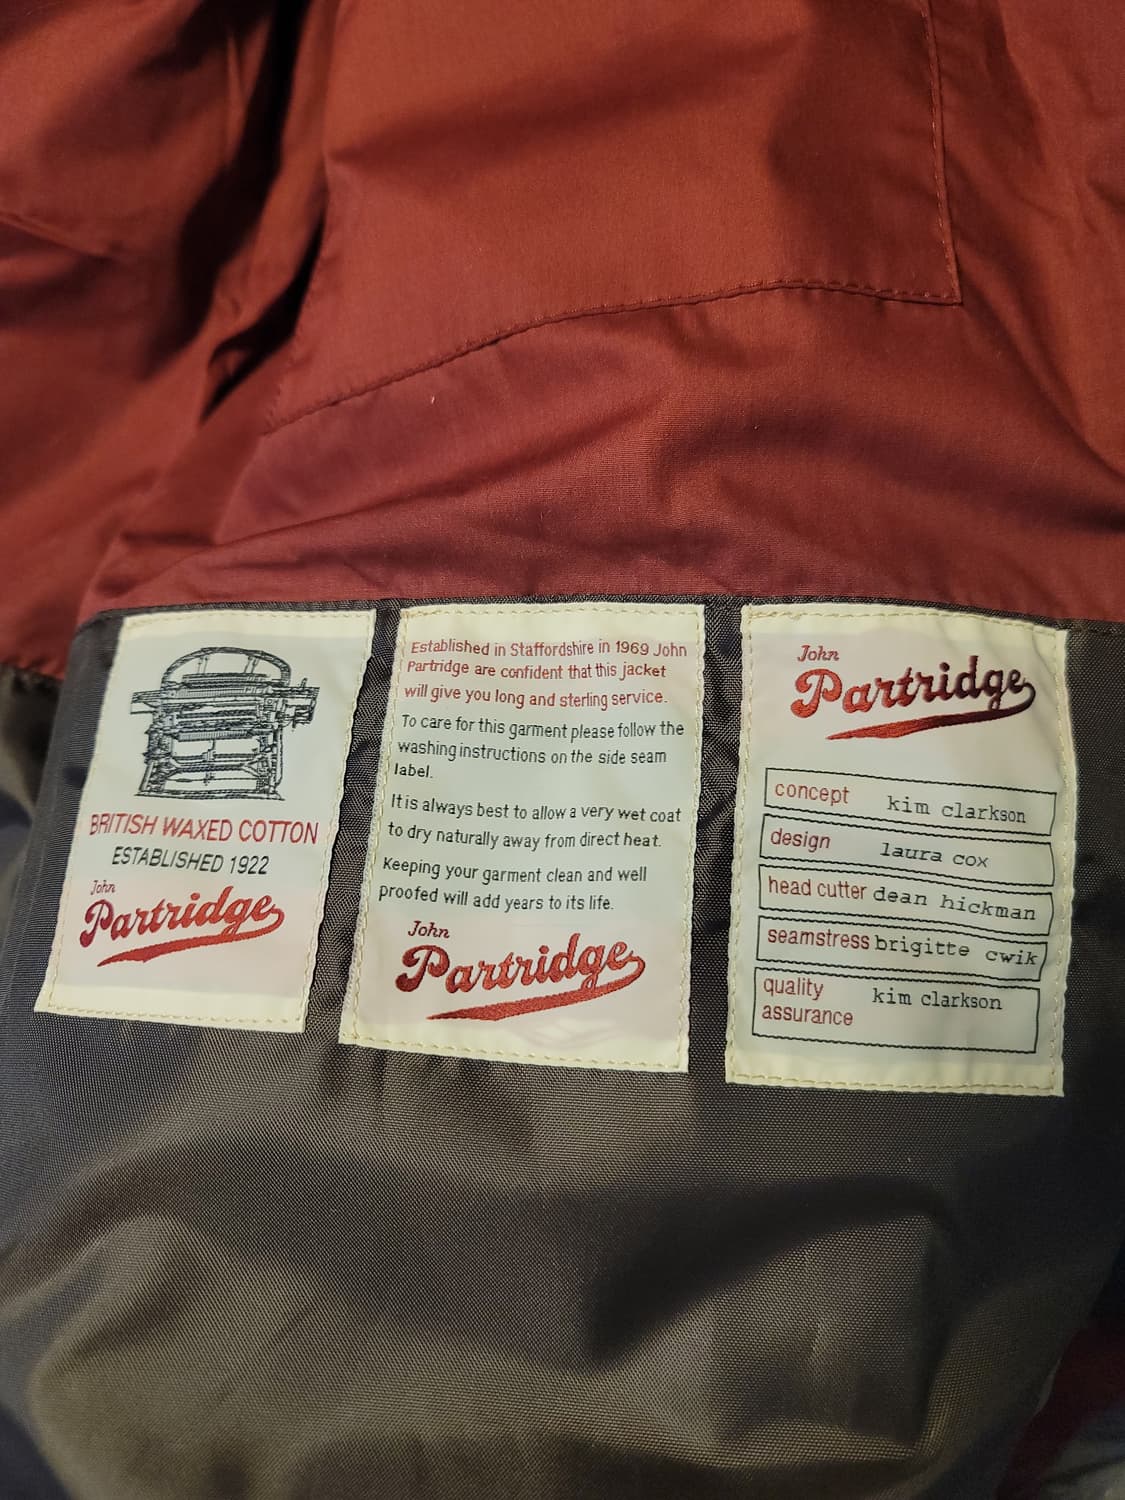 BRITISH WAXED COTTON
ESTABLISHED 1922
John
Partridge
Established in Staffordshire in 1969 John
Partridge are confident that this jacket
will give you long and sterling service.
To care for this garment please follow the
washing instructions on the side seam
label.
It is always best to allow a very wet coat
to dry naturally away from direct heat.
Keeping your garment clean and well
proofed will add years to its life.
John
Partridge
John
Partridge
concept kim clarkson
design laura cox
head cutter dean hickman
seamstress brigitte cwik
quality kim clarkson
assurance